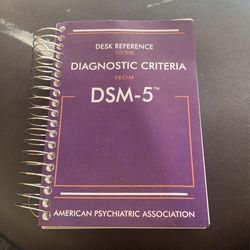 DESK REFERENCE
TO THE
DIAGNOSTIC CRITERIA
FROM
DSM-5™
AMERICAN PSYCHIATRIC ASSOCIATION